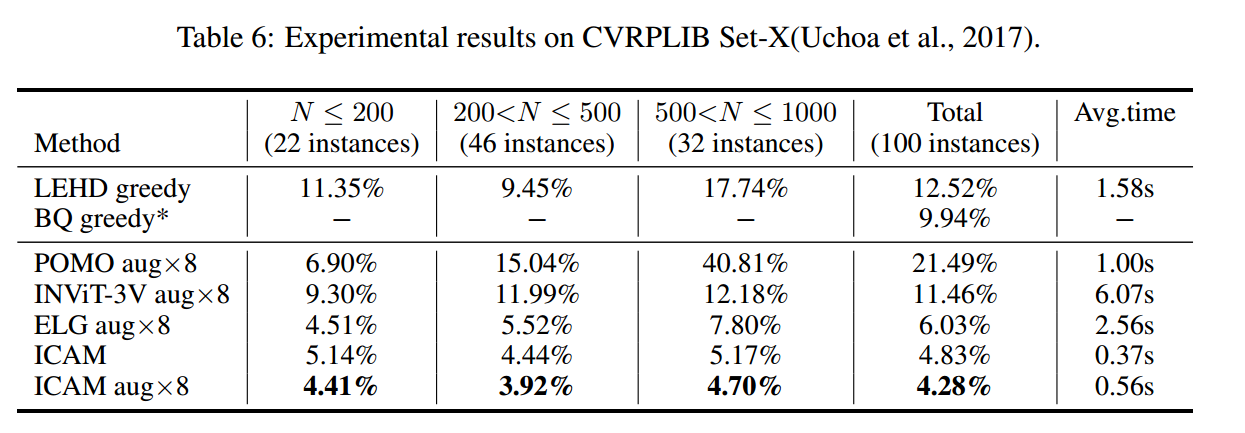 Table 6: Experimental results on CVRPLIB Set-X(Uchoa et al., 2017).
N ≤ 200 200<N ≤ 500 500<N ≤ 1000 Total Avg.time
Method (22 instances) (46 instances) (32 instances) (100 instances)
LEHD greedy 11.35% 9.45% 17.74% 12.52% 1.58s
BQ greedy* − − − 9.94% −
POMO aug×8 6.90% 15.04% 40.81% 21.49% 1.00s
INViT-3V aug×8 9.30% 11.99% 12.18% 11.46% 6.07s
ELG aug×8 4.51% 5.52% 7.80% 6.03% 2.56s
ICAM 5.14% 4.44% 5.17% 4.83% 0.37s
ICAM aug×8 4.41% 3.92% 4.70% 4.28% 0.56s